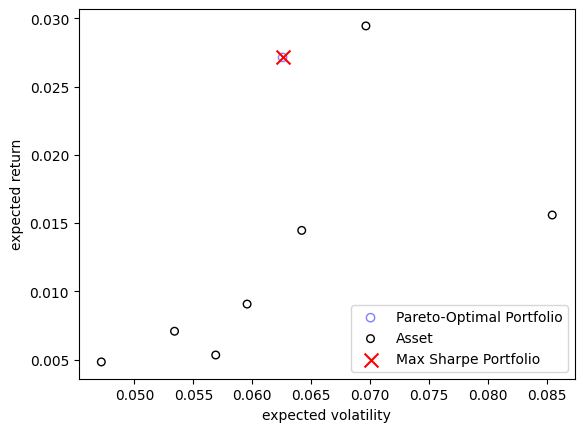 0.030
0.025
0.020
0.015
0.010
0.005
expected return
Pareto-Optimal Portfolio
Asset
Max Sharpe Portfolio
0.050 0.055 0.060 0.065 0.070 0.075 0.080 0.085
expected volatility